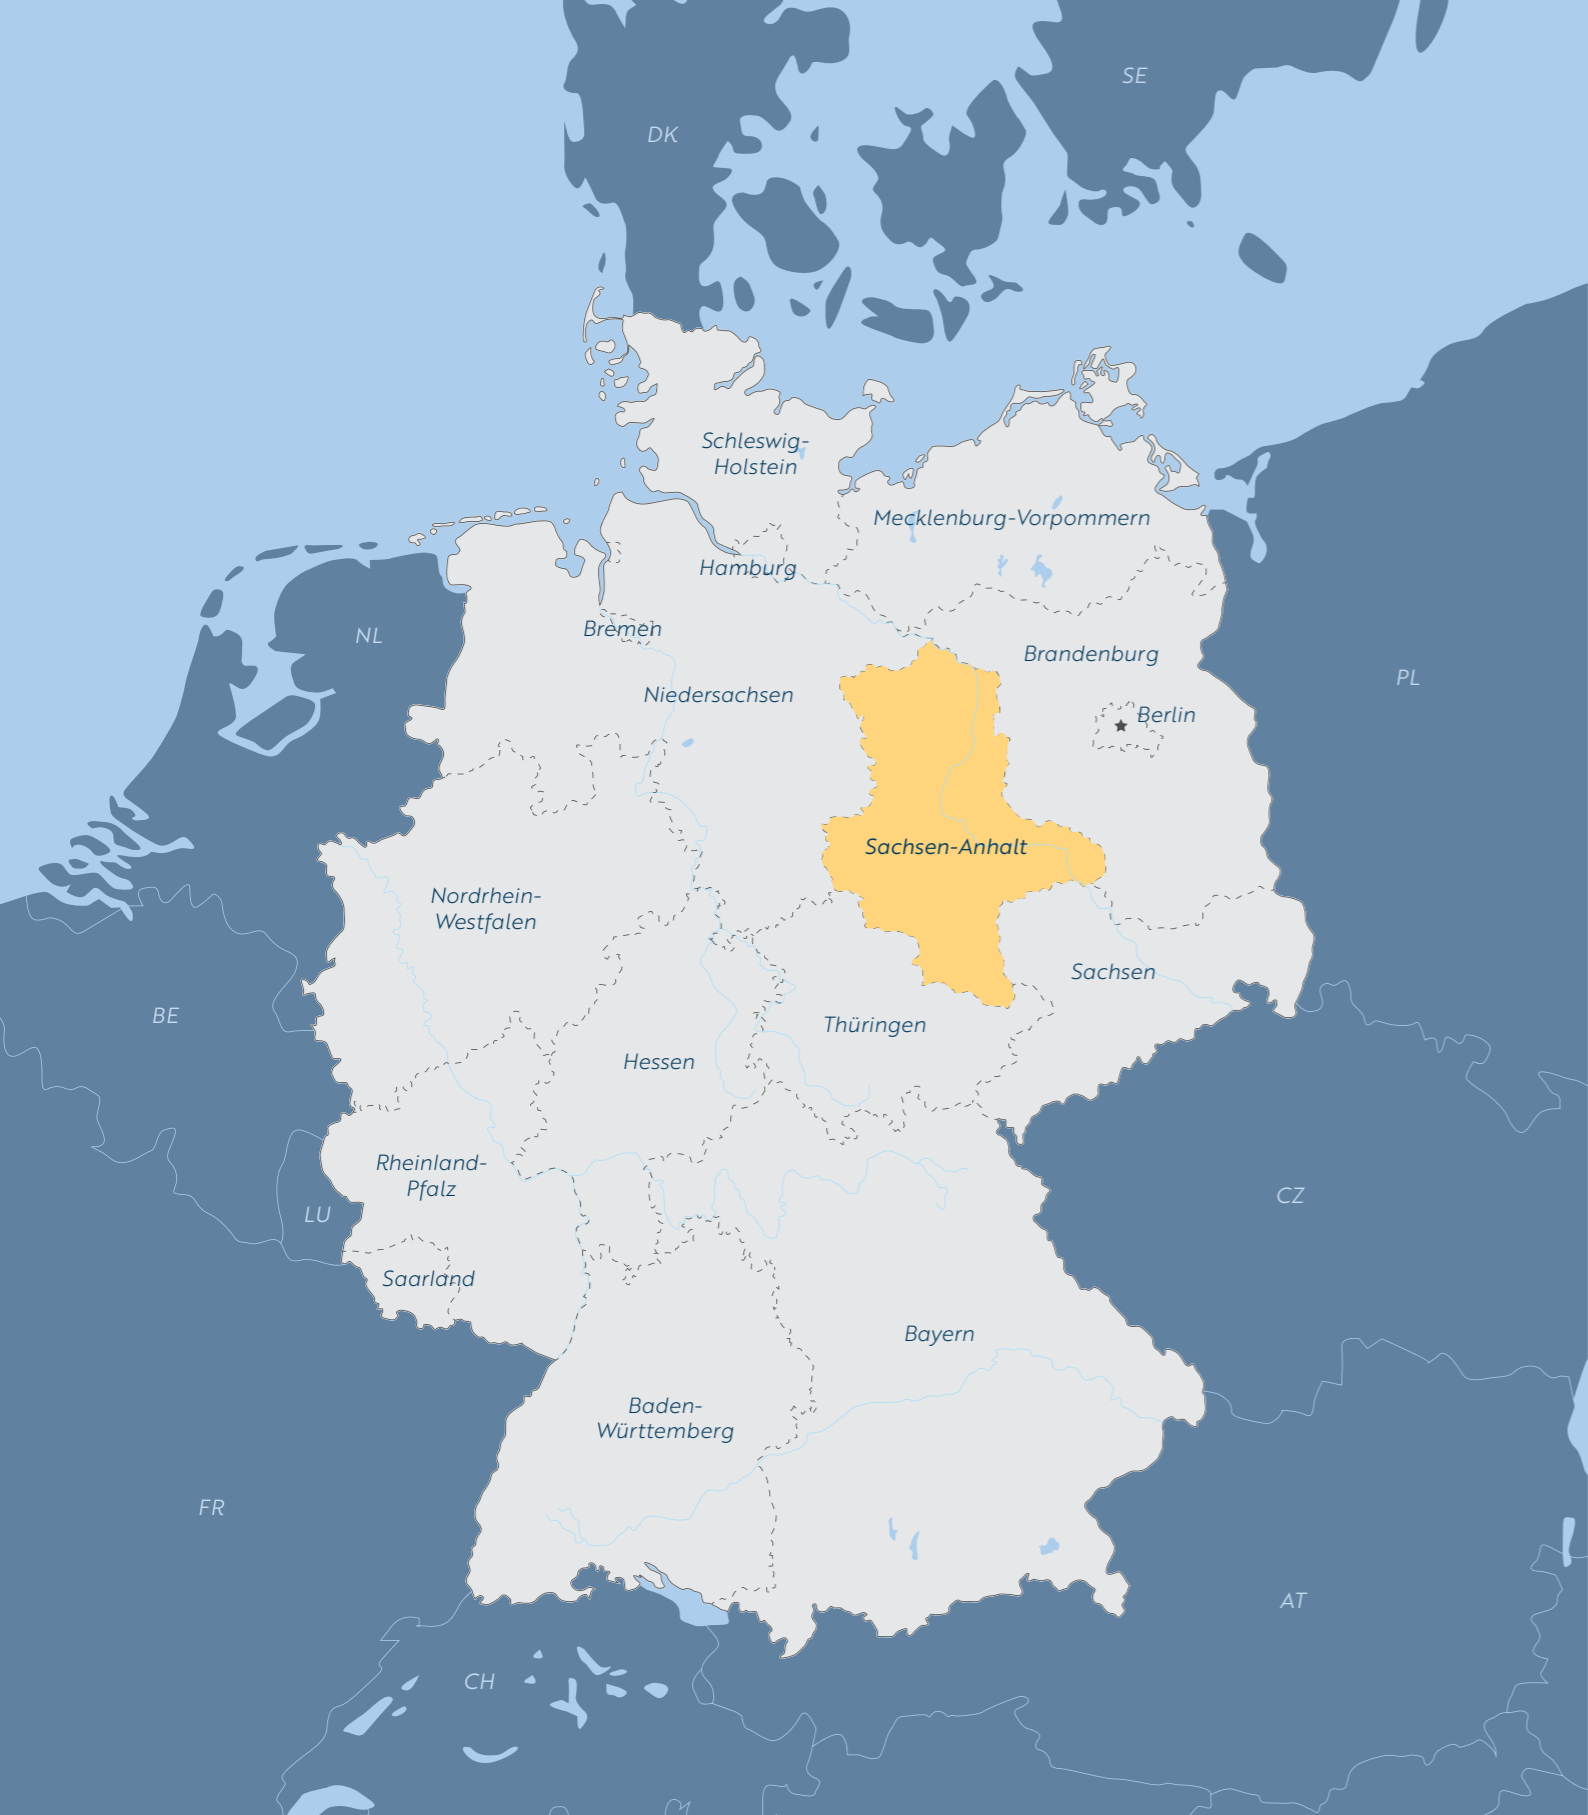 SE
DK
Schleswig-
Holstein
Mecklenburg-Vorpommern
Hamburg
Bremen
NL
Brandenburg
PL
Niedersachsen
Berlin
Sachsen-Anhalt
Nordrhein-
Westfalen
Sachsen
BE
Thüringen
Hessen
Rheinland-
Pfalz
CZ
LU
Saarland
Bayern
Baden-
Württemberg
FR
AT
CH